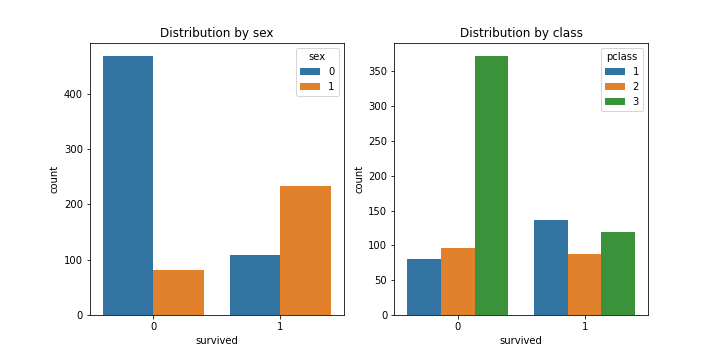 Distribution by sex
count
400
300
200
100
0
0 1
survived
sex
0
1
Distribution by class
count
350
300
250
200
150
100
50
0
0 1
survived
pclass
1
2
3